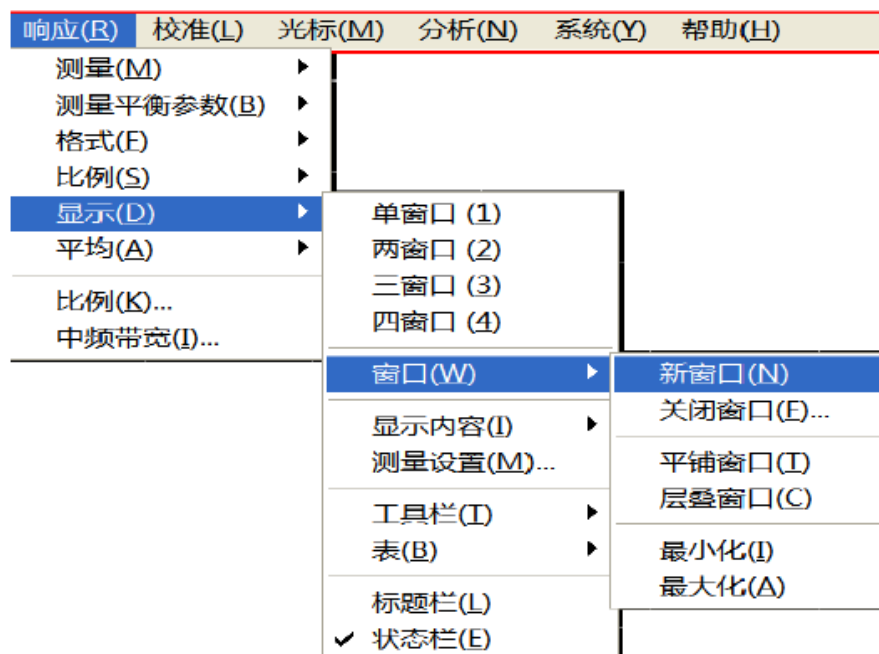 响应(R) 校准(L) 光标(M) 分析(N) 系统(Y) 帮助(H)
测量(M)
测量平衡参数(B)
格式(F)
比例(S)
显示(D)
平均(A)
比例(K)...
中频带宽(I)...
单窗口 (1)
两窗口 (2)
三窗口 (3)
四窗口 (4)
窗口(W)
显示内容(I)
测量设置(M)...
工具栏(T)
表(B)
标题栏(L)
状态栏(E)
新窗口(N)
关闭窗口(F)...
平铺窗口(T)
层叠窗口(C)
最小化(I)
最大化(A)